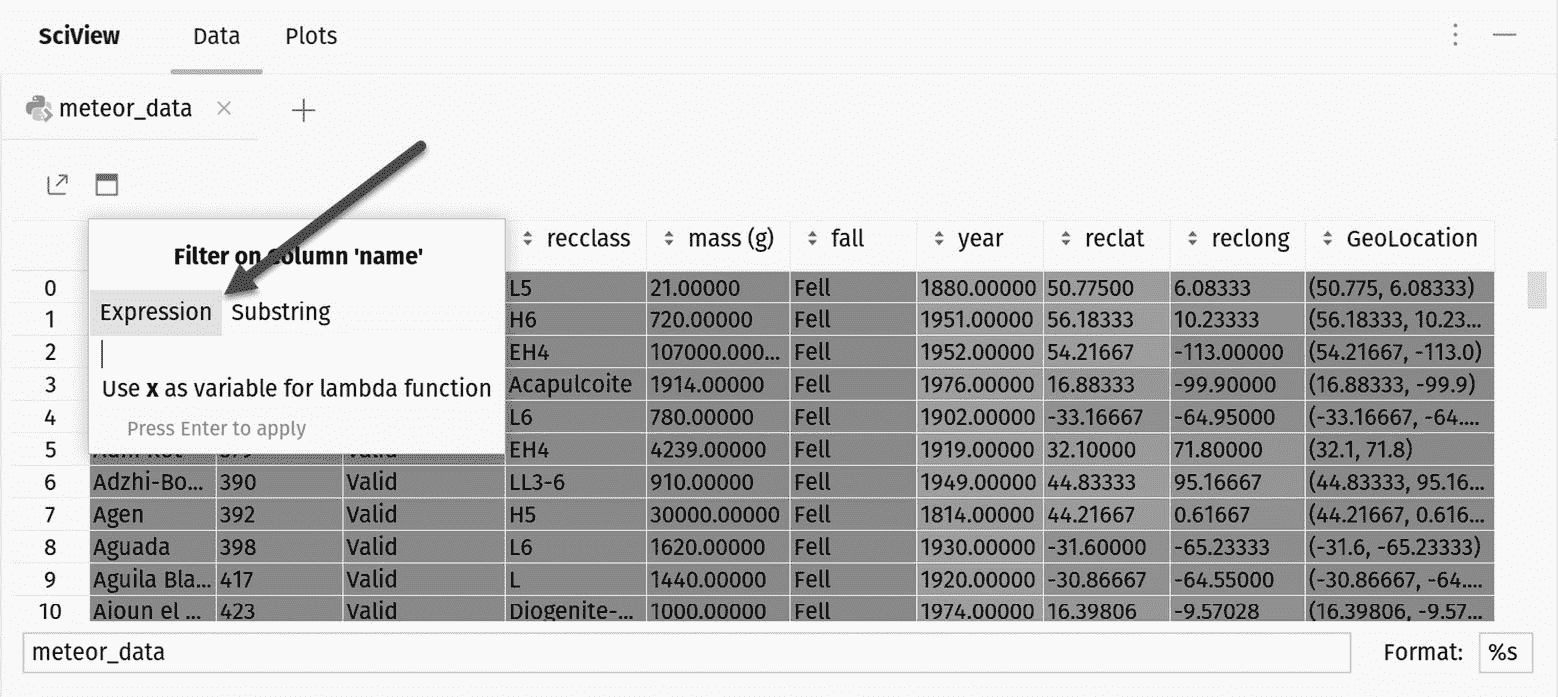 SciView Data Plots
meteor_data
Filter on Column 'name'
Expression Substring
Use x as variable for lambda function
Press Enter to apply
recclass mass (g) fall year reclat reclong GeoLocation
0 L5 21.00000 Fell 1880.00000 50.77500 6.08333 (50.775, 6.08333)
1 H6 720.00000 Fell 1951.00000 56.18333 10.23333 (56.18333, 10.23...
2 EH4 107000.000... Fell 1952.00000 54.21667 -113.00000 (54.21667, -113.0)
3 Acapulcoite 1914.00000 Fell 1976.00000 16.88333 -99.90000 (16.88333, -99.9)
4 L6 780.00000 Fell 1902.00000 -33.16667 -64.95000 (-33.16667, -64....
5 EH4 4239.00000 Fell 1919.00000 32.10000 71.80000 (32.1, 71.8)
6 Adzhi-Bo... 390 Valid LL3-6 910.00000 Fell 1949.00000 44.83333 95.16667 (44.83333, 95.16...
7 Agen 392 Valid H5 30000.00000 Fell 1814.00000 44.21667 0.61667 (44.21667, 0.616...
8 Aguada 398 Valid L6 1620.00000 Fell 1930.00000 -31.60000 -65.23333 (-31.6, -65.23333)
9 Aguila Bla... 417 Valid L 1440.00000 Fell 1920.00000 -30.86667 -64.55000 (-30.86667, -64....
10 Aioun el ... 423 Valid Diogenite-... 1000.00000 Fell 1974.00000 16.39806 -9.57028 (16.39806, -9.57...
meteor_data Format: %s